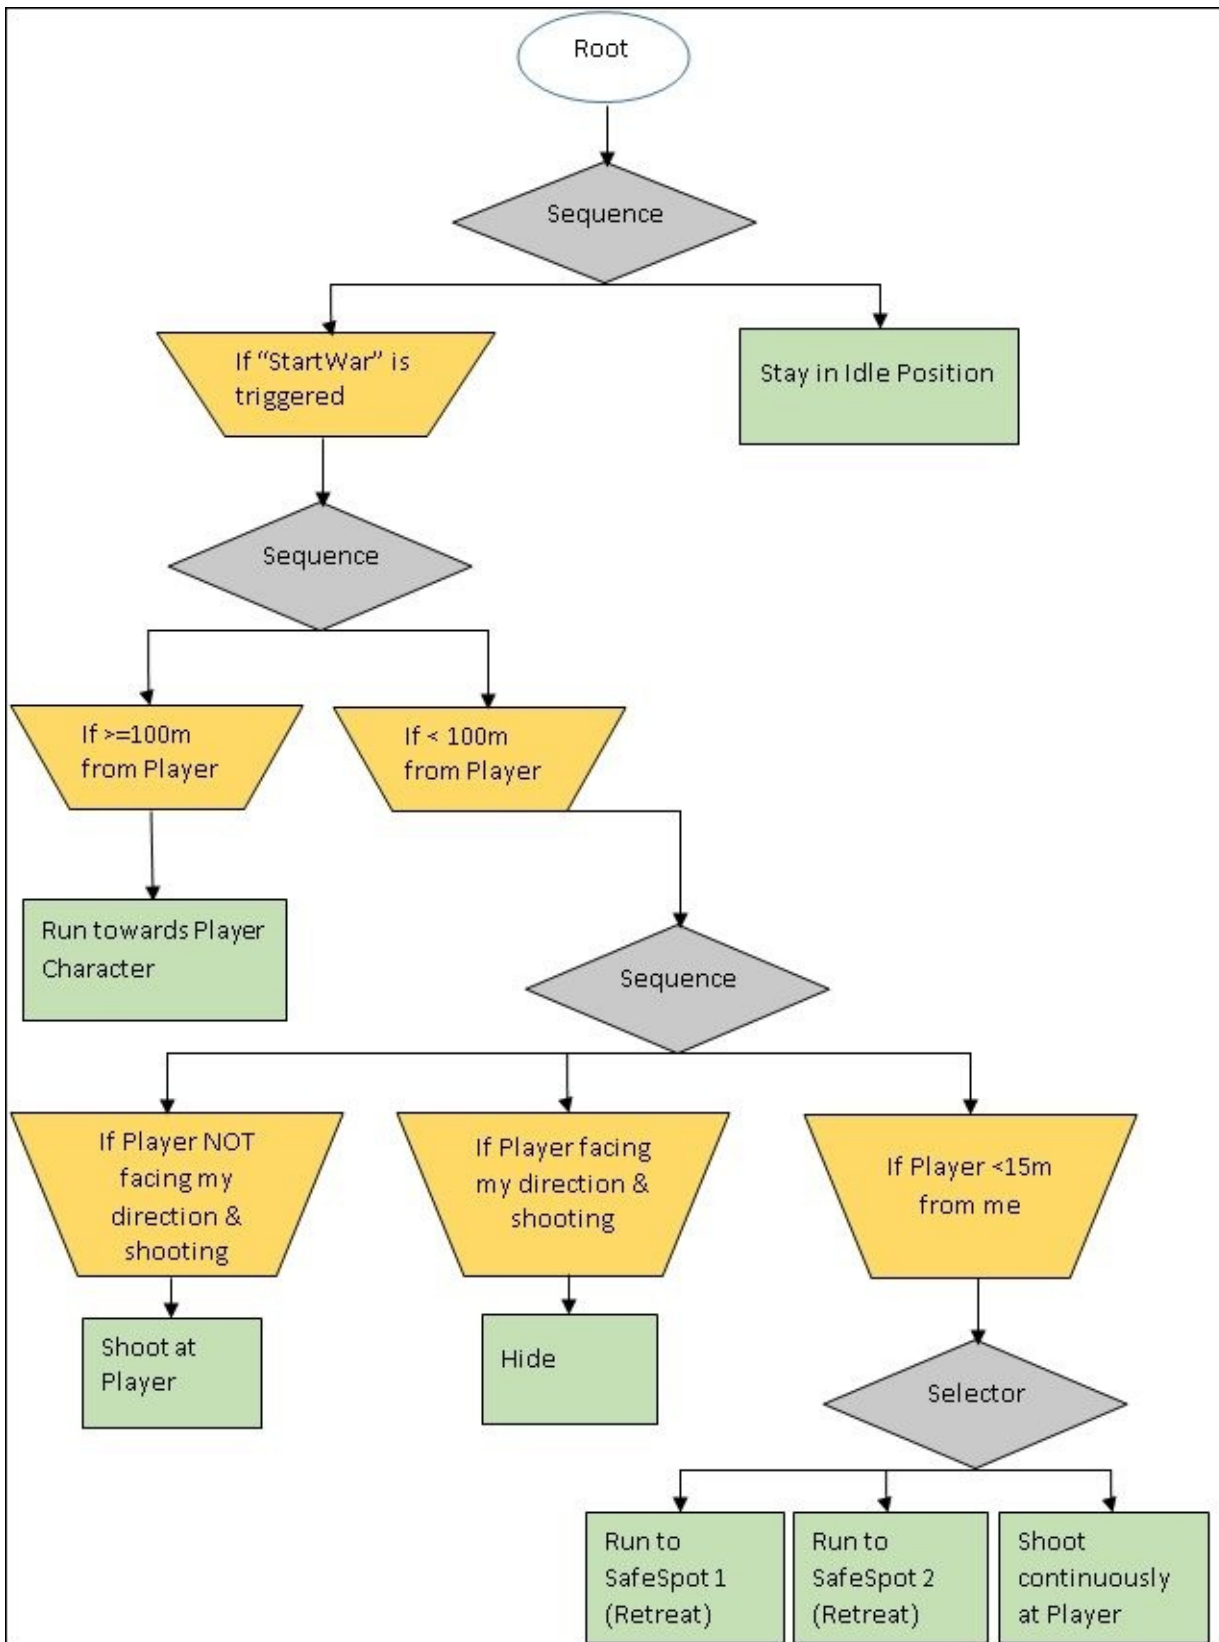 Root
Sequence
If “StartWar” is
triggered
Stay in Idle Position
Sequence
If >=100m
from Player
If < 100m
from Player
Run towards Player
Character
Sequence
If Player NOT
facing my
direction &
shooting
If Player facing
my direction &
shooting
If Player <15m
from me
Shoot at
Player
Hide
Selector
Run to
SafeSpot 1
(Retreat)
Run to
SafeSpot 2
(Retreat)
Shoot
continuously
at Player